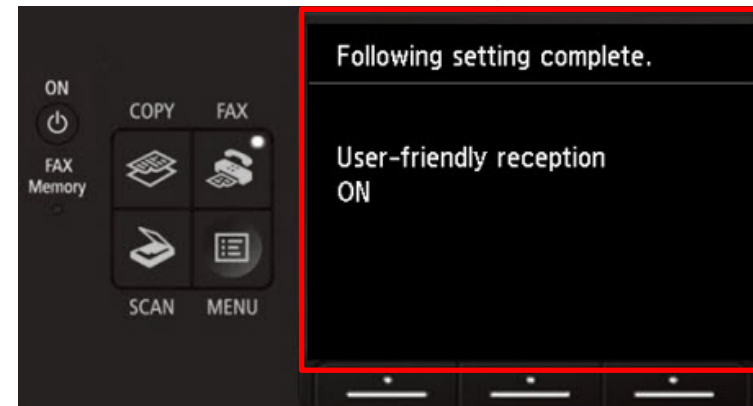 ON
FAX
Memory
COPY FAX
SCAN MENU
Following setting complete.
User-friendly reception
ON